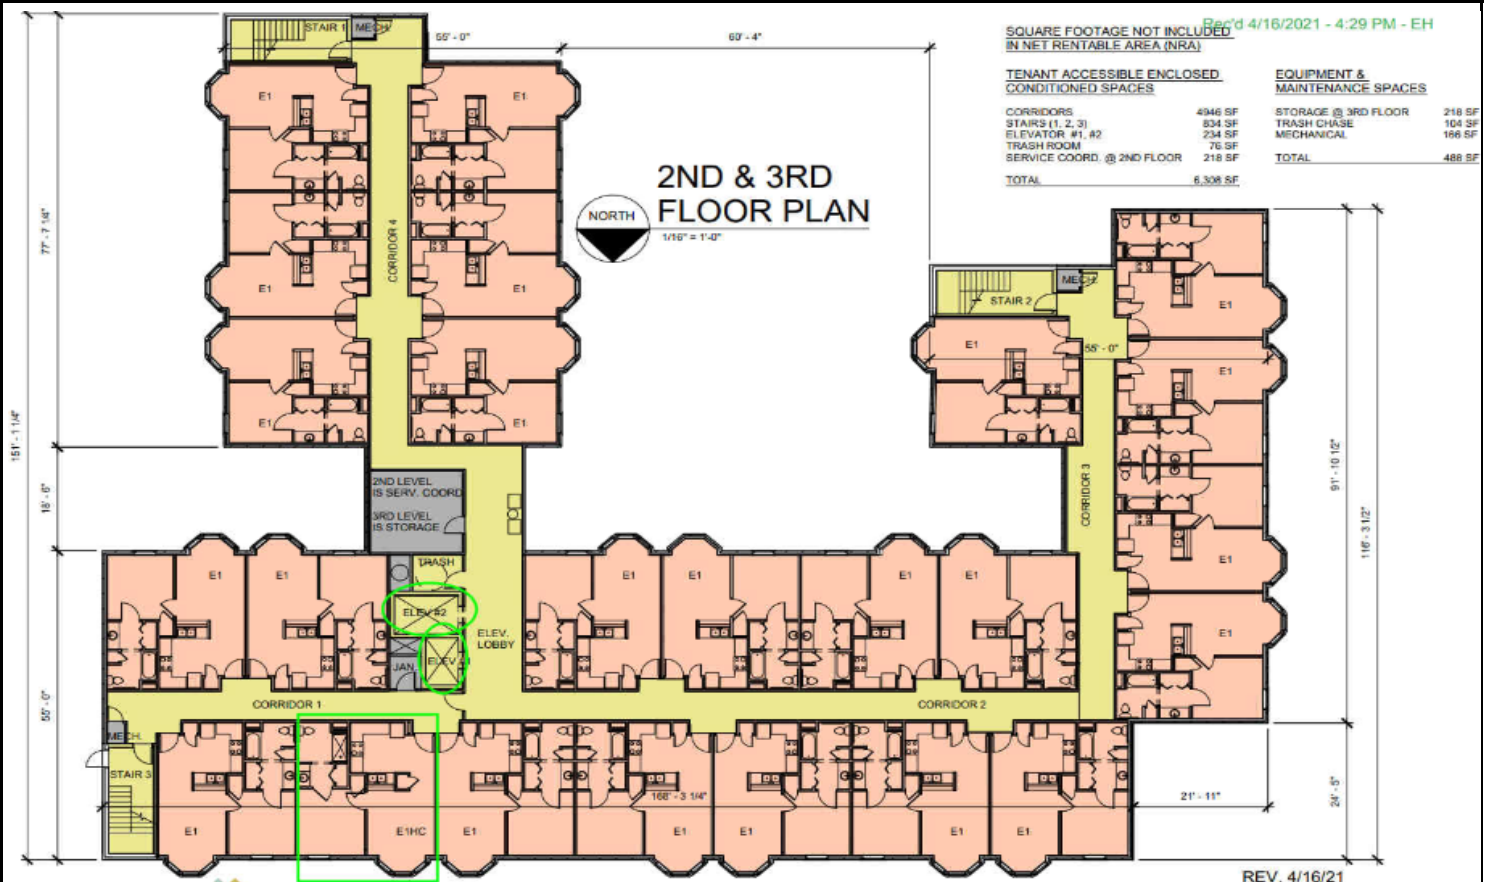 Rec'd 4/16/2021 - 4:29 PM - EH
SQUARE FOOTAGE NOT INCLUDED
IN NET RENTABLE AREA (NRA)
TENANT ACCESSIBLE ENCLOSED
CONDITIONED SPACES
CORRIDORS 4946 SF
STAIRS (1, 2, 3) 834 SF
ELEVATOR #1, #2 234 SF
TRASH ROOM 76 SF
SERVICE COORD. @ 2ND FLOOR 218 SF
TOTAL 6,308 SF
EQUIPMENT &
MAINTENANCE SPACES
STORAGE @ 3RD FLOOR 218 SF
TRASH CHASE 104 SF
MECHANICAL 166 SF
TOTAL 488 SF
STAIR 1
MECH.
55' - 0"
60' - 4"
2ND & 3RD
FLOOR PLAN
1/16" = 1'-0"
NORTH
E1
E1
E1
E1
E1
E1
CORRIDOR 4
77' - 7 1/4"
151' - 1 1/4"
18' - 6"
55' - 0"
2ND LEVEL
IS SERV. COORD
3RD LEVEL
IS STORAGE
TRASH
ELEV #2
ELEV.
LOBBY
ELEV
JAN.
STAIR 2
MECH.
E1
55' - 0"
E1
E1
E1
E1
CORRIDOR 3
91' - 10 1/2"
116' - 3 1/2"
E1
E1
E1
E1
E1
E1
CORRIDOR 1
CORRIDOR 2
MECH.
STAIR 3
168' - 3 1/4"
21' - 11"
24' - 5"
E1
E1HC
E1
E1
E1
E1
E1
REV. 4/16/21